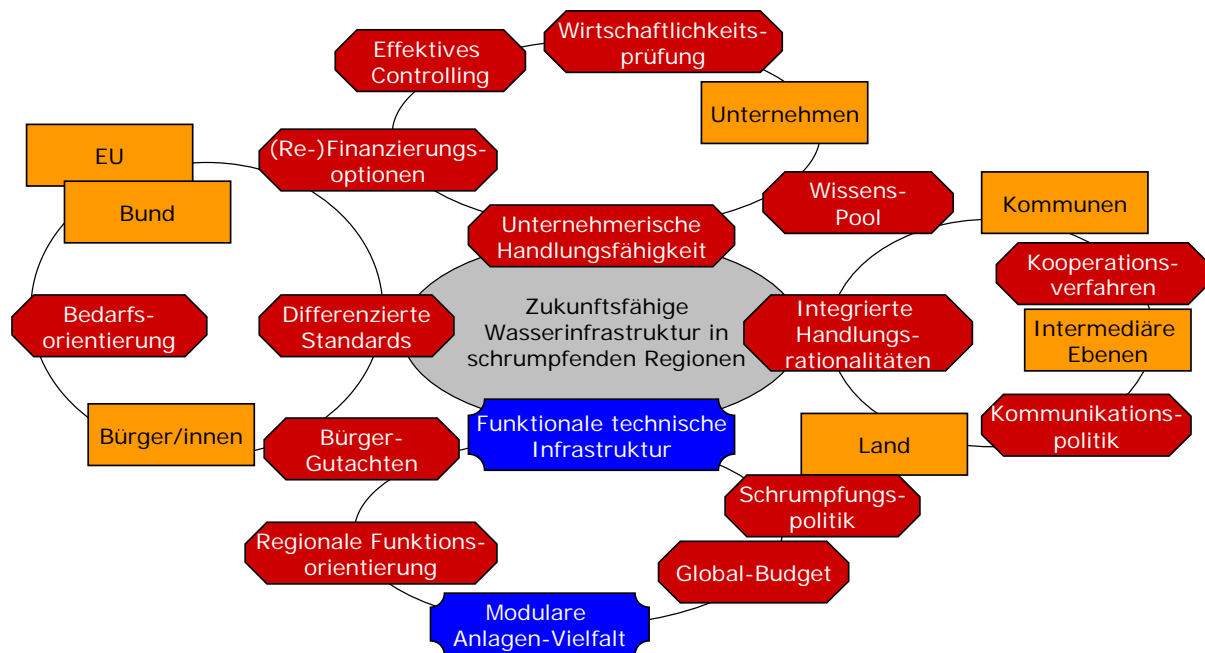 Wirtschaftlichkeits-
prüfung
Effektives
Controlling
Unternehmen
EU
(Re-)Finanzierungs-
optionen
Bund
Wissens-
Pool
Kommunen
Unternehmerische
Handlungsfähigkeit
Kooperations-
verfahren
Bedarfs-
orientierung
Differenzierte
Standards
Zukunftsfähige
Wasserinfrastruktur in
schrumpfenden Regionen
Integrierte
Handlungs-
rationalitäten
Intermediäre
Ebenen
Bürger/innen
Bürger-
Gutachten
Funktionale technische
Infrastruktur
Land
Kommunikations-
politik
Schrumpfungs-
politik
Regionale Funktions-
orientierung
Global-Budget
Modulare
Anlagen-Vielfalt